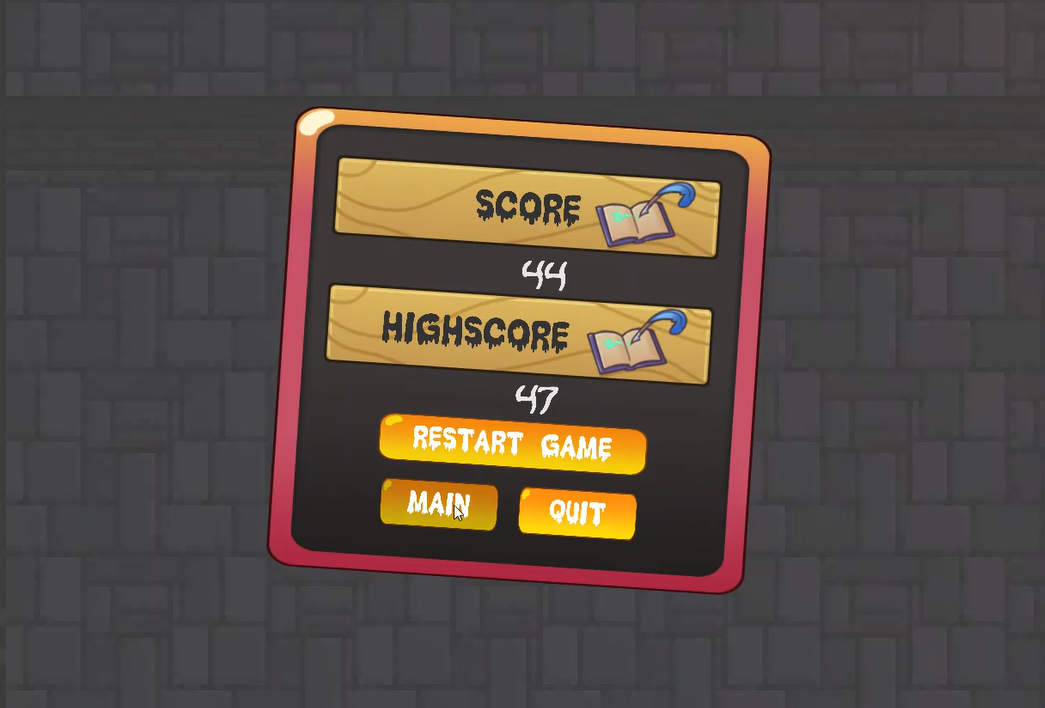 SCORE
44
HIGHSCORE
47
RESTART GAME
MAIN QUIT